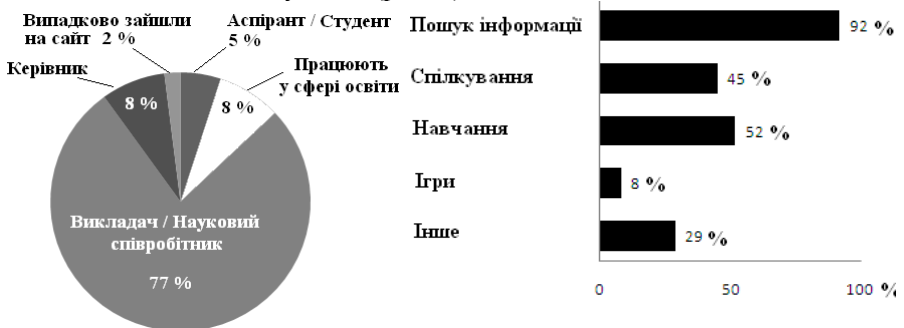 Випадково зайшли
на сайт 2 %
Аспірант / Студент
5 %
Керівник
8 %
Працюють
у сфері освіти
8 %
Викладач / Науковий
співробітник
77 %
Пошук інформації
92 %
Спілкування
45 %
Навчання
52 %
Ігри
8 %
Інше
29 %
0 50 100 %